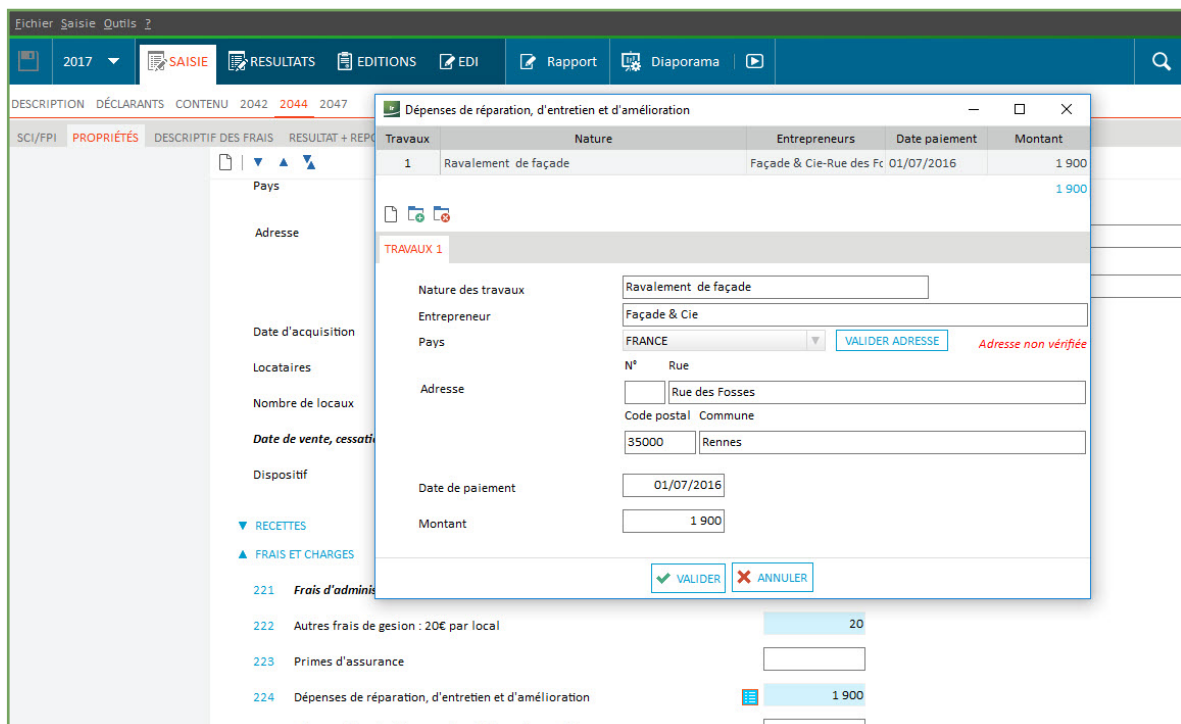 Fichier Saisie Outils ?
2017 SAISIE RESULTATS EDITIONS EDI Rapport Diaporama
DESCRIPTION DÉCLARANTS CONTENU 2042 2044 2047
SCI/FPI PROPRIÉTÉS DESCRIPTIF DES FRAIS RESULTAT + REPO
Pays
Adresse
Date d'acquisition
Locataires
Nombre de locaux
Date de vente, cessati
Dispositif
RECETTES
FRAIS ET CHARGES
221 Frais d'adminis
222 Autres frais de gesion : 20€ par local 20
223 Primes d'assurance
224 Dépenses de réparation, d'entretien et d'amélioration 1 900
Dépenses de réparation, d'entretien et d'amélioration
Travaux Nature Entrepreneurs Date paiement Montant
1 Ravalement de façade Façade & Cie-Rue des Fo 01/07/2016 1 900
1 900
TRAVAUX 1
Nature des travaux Ravalement de façade
Entrepreneur Façade & Cie
Pays FRANCE VALIDER ADRESSE Adresse non vérifiée
N° Rue
Adresse Rue des Fosses
Code postal Commune
35000 Rennes
Date de paiement 01/07/2016
Montant 1 900
VALIDER ANNULER